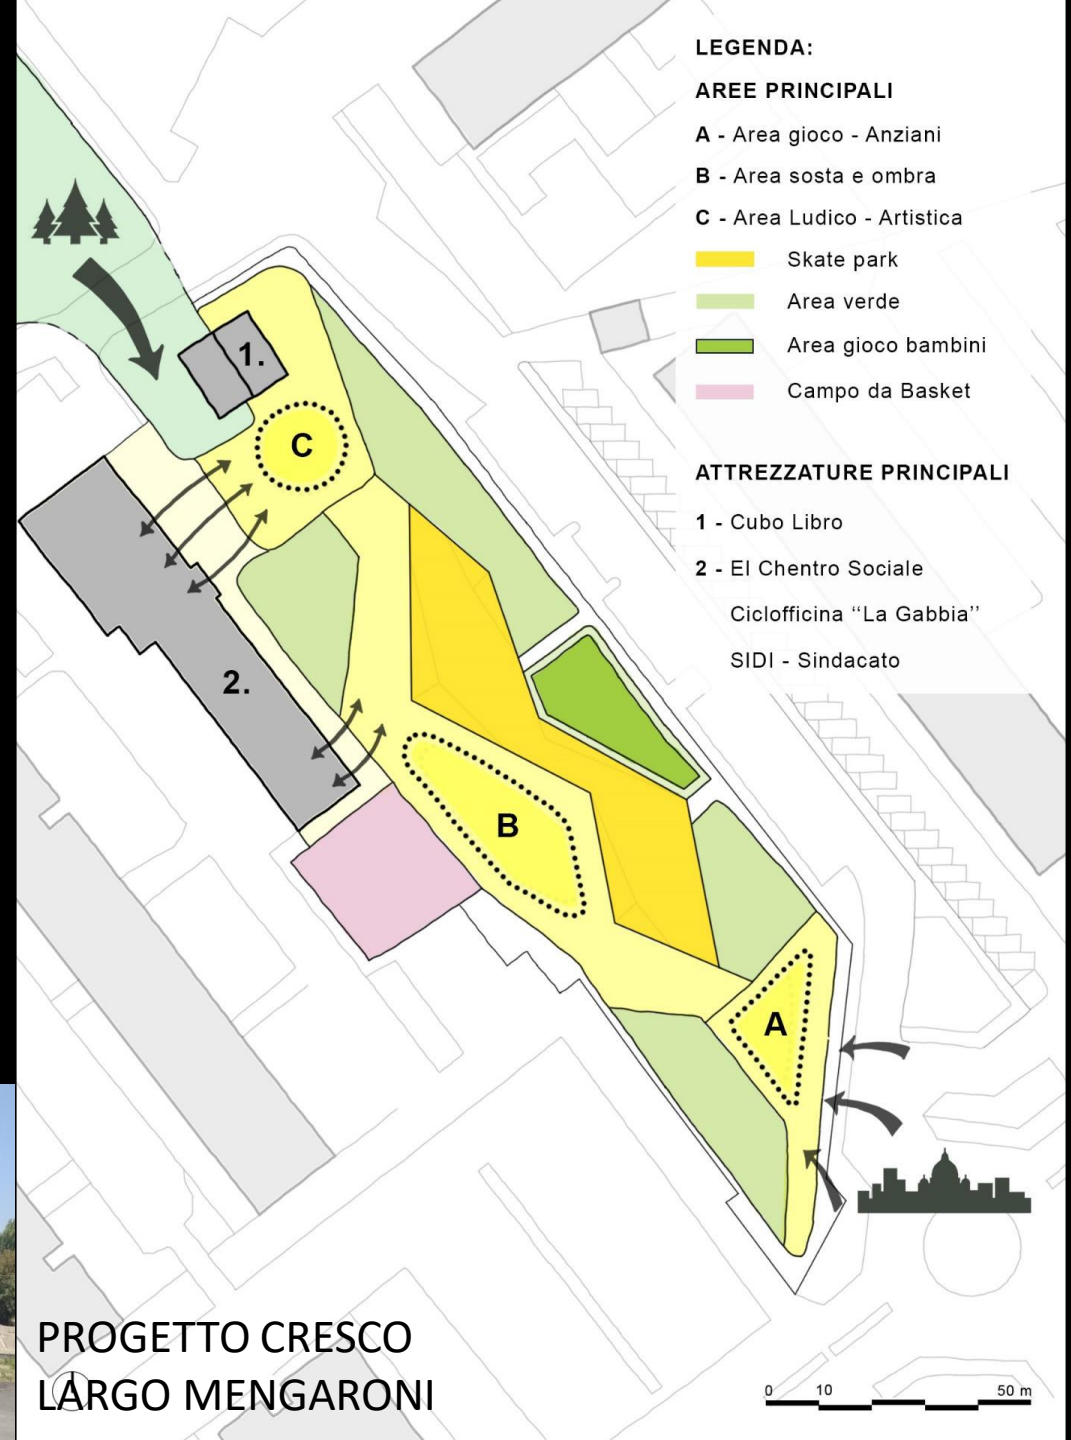 LEGENDA:
AREE PRINCIPALI
A - Area gioco - Anziani
B - Area sosta e ombra
C - Area Ludico - Artistica
Skate park
Area verde
Area gioco bambini
Campo da Basket
ATTREZZATURE PRINCIPALI
1 - Cubo Libro
2 - El Chentro Sociale
Ciclofficina ‘‘La Gabbia’’
SIDI - Sindacato
1.
C
2.
B
A
PROGETTO CRESCO
LARGO MENGARONI
0 10 50 m